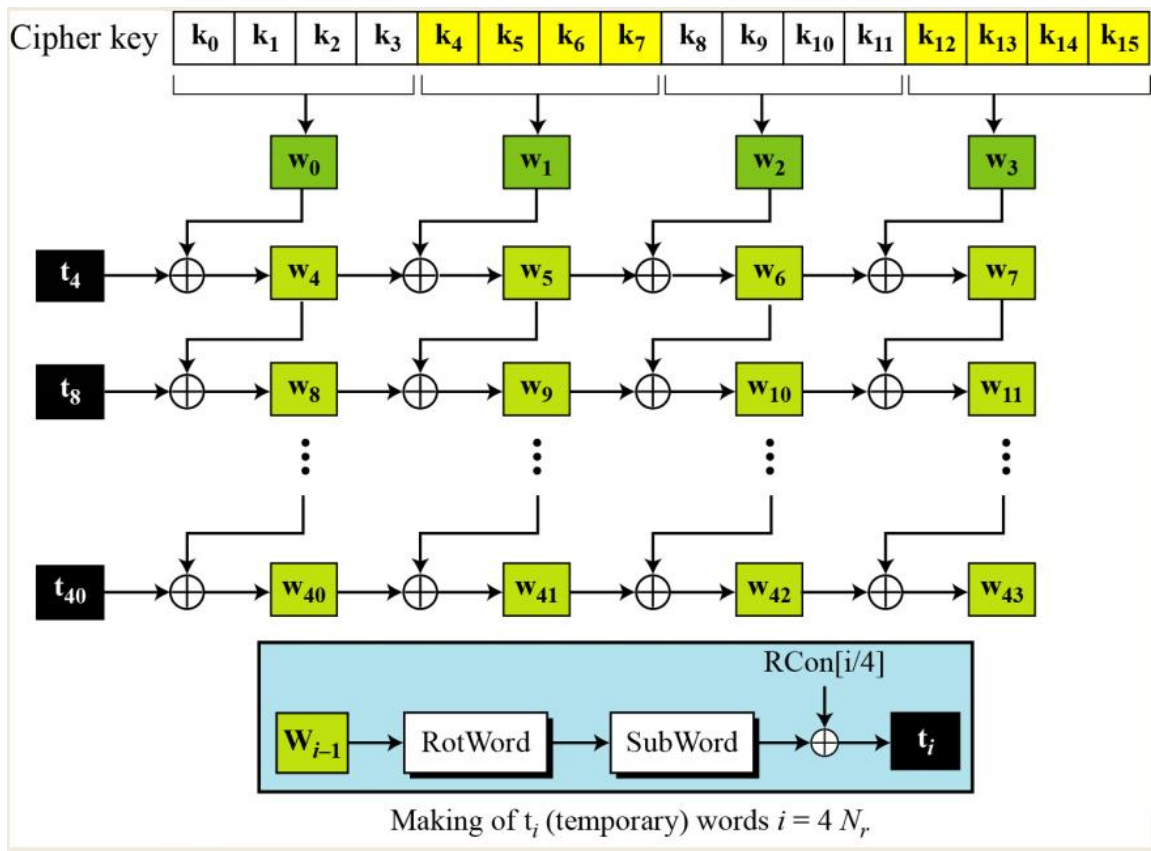 Cipher key k0 k1 k2 k3 k4 k5 k6 k7 k8 k9 k10 k11 k12 k13 k14 k15
w0 w1 w2 w3
t4 w4 w5 w6 w7
t8 w8 w9 w10 w11
t40 w40 w41 w42 w43
RCon[i/4]
Wi–1 RotWord SubWord ti
Making of ti (temporary) words i = 4 Nr